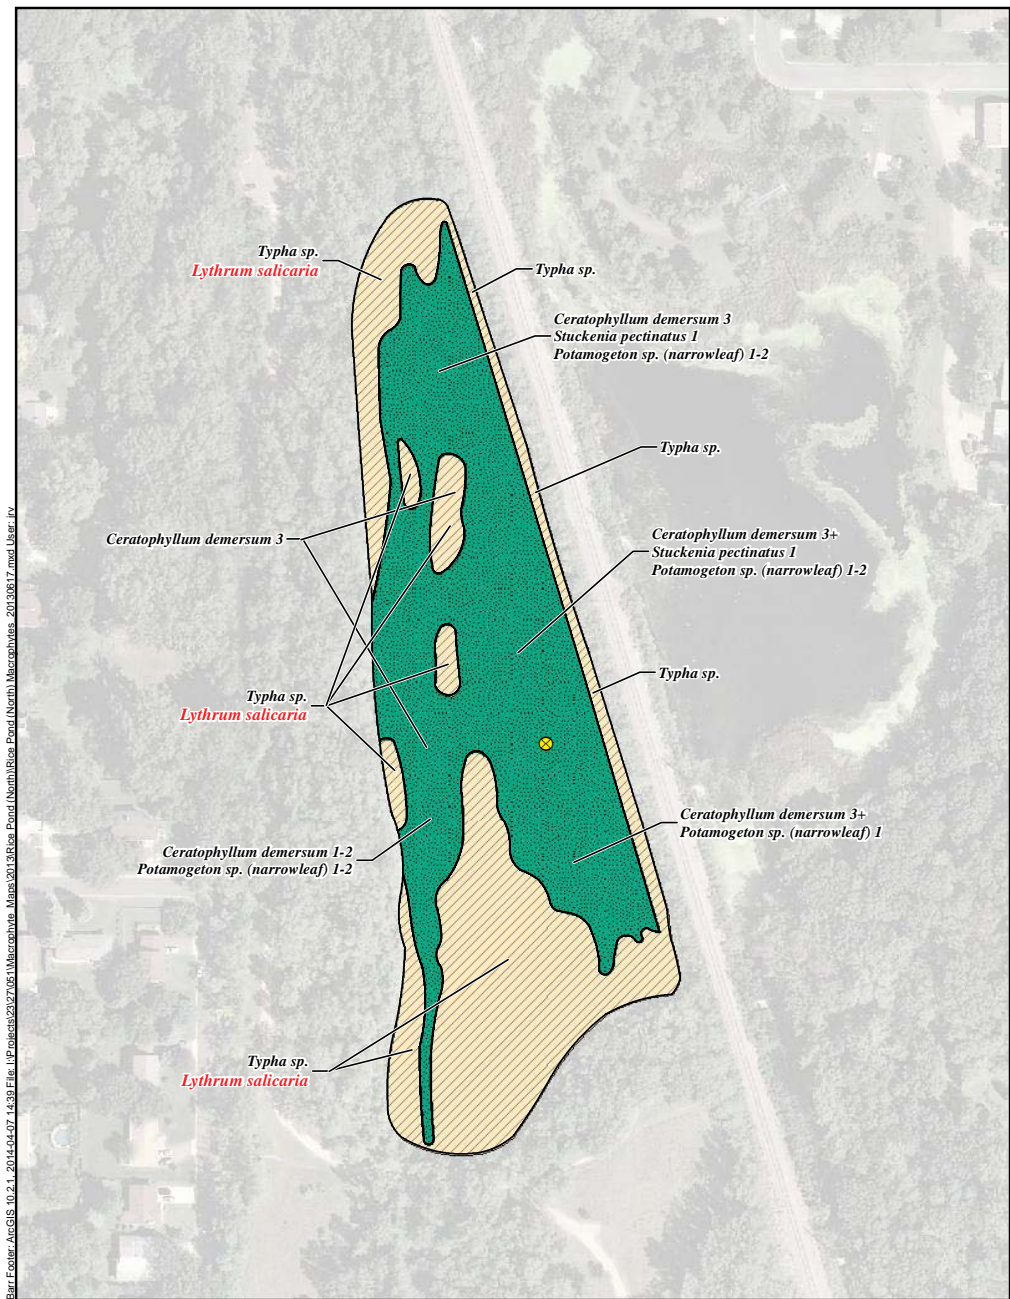 Typha sp.
Lythrum salicaria
Typha sp.
Ceratophyllum demersum 3
Stuckenia pectinatus 1
Potamogeton sp. (narrowleaf) 1-2
Typha sp.
Ceratophyllum demersum 3
Ceratophyllum demersum 3+
Stuckenia pectinatus 1
Potamogeton sp. (narrowleaf) 1-2
Typha sp.
Typha sp.
Lythrum salicaria
Ceratophyllum demersum 3+
Potamogeton sp. (narrowleaf) 1
Ceratophyllum demersum 1-2
Potamogeton sp. (narrowleaf) 1-2
Typha sp.
Lythrum salicaria
Barr Footer: ArcGIS 10.2.1, 2014-04-07 14:39 File: I:\Projects\23\27\051\Macrophyte_Maps\2013\Rice Pond (North)\Rice Pond (North) Macrophytes_20130617.mxd User: jrv